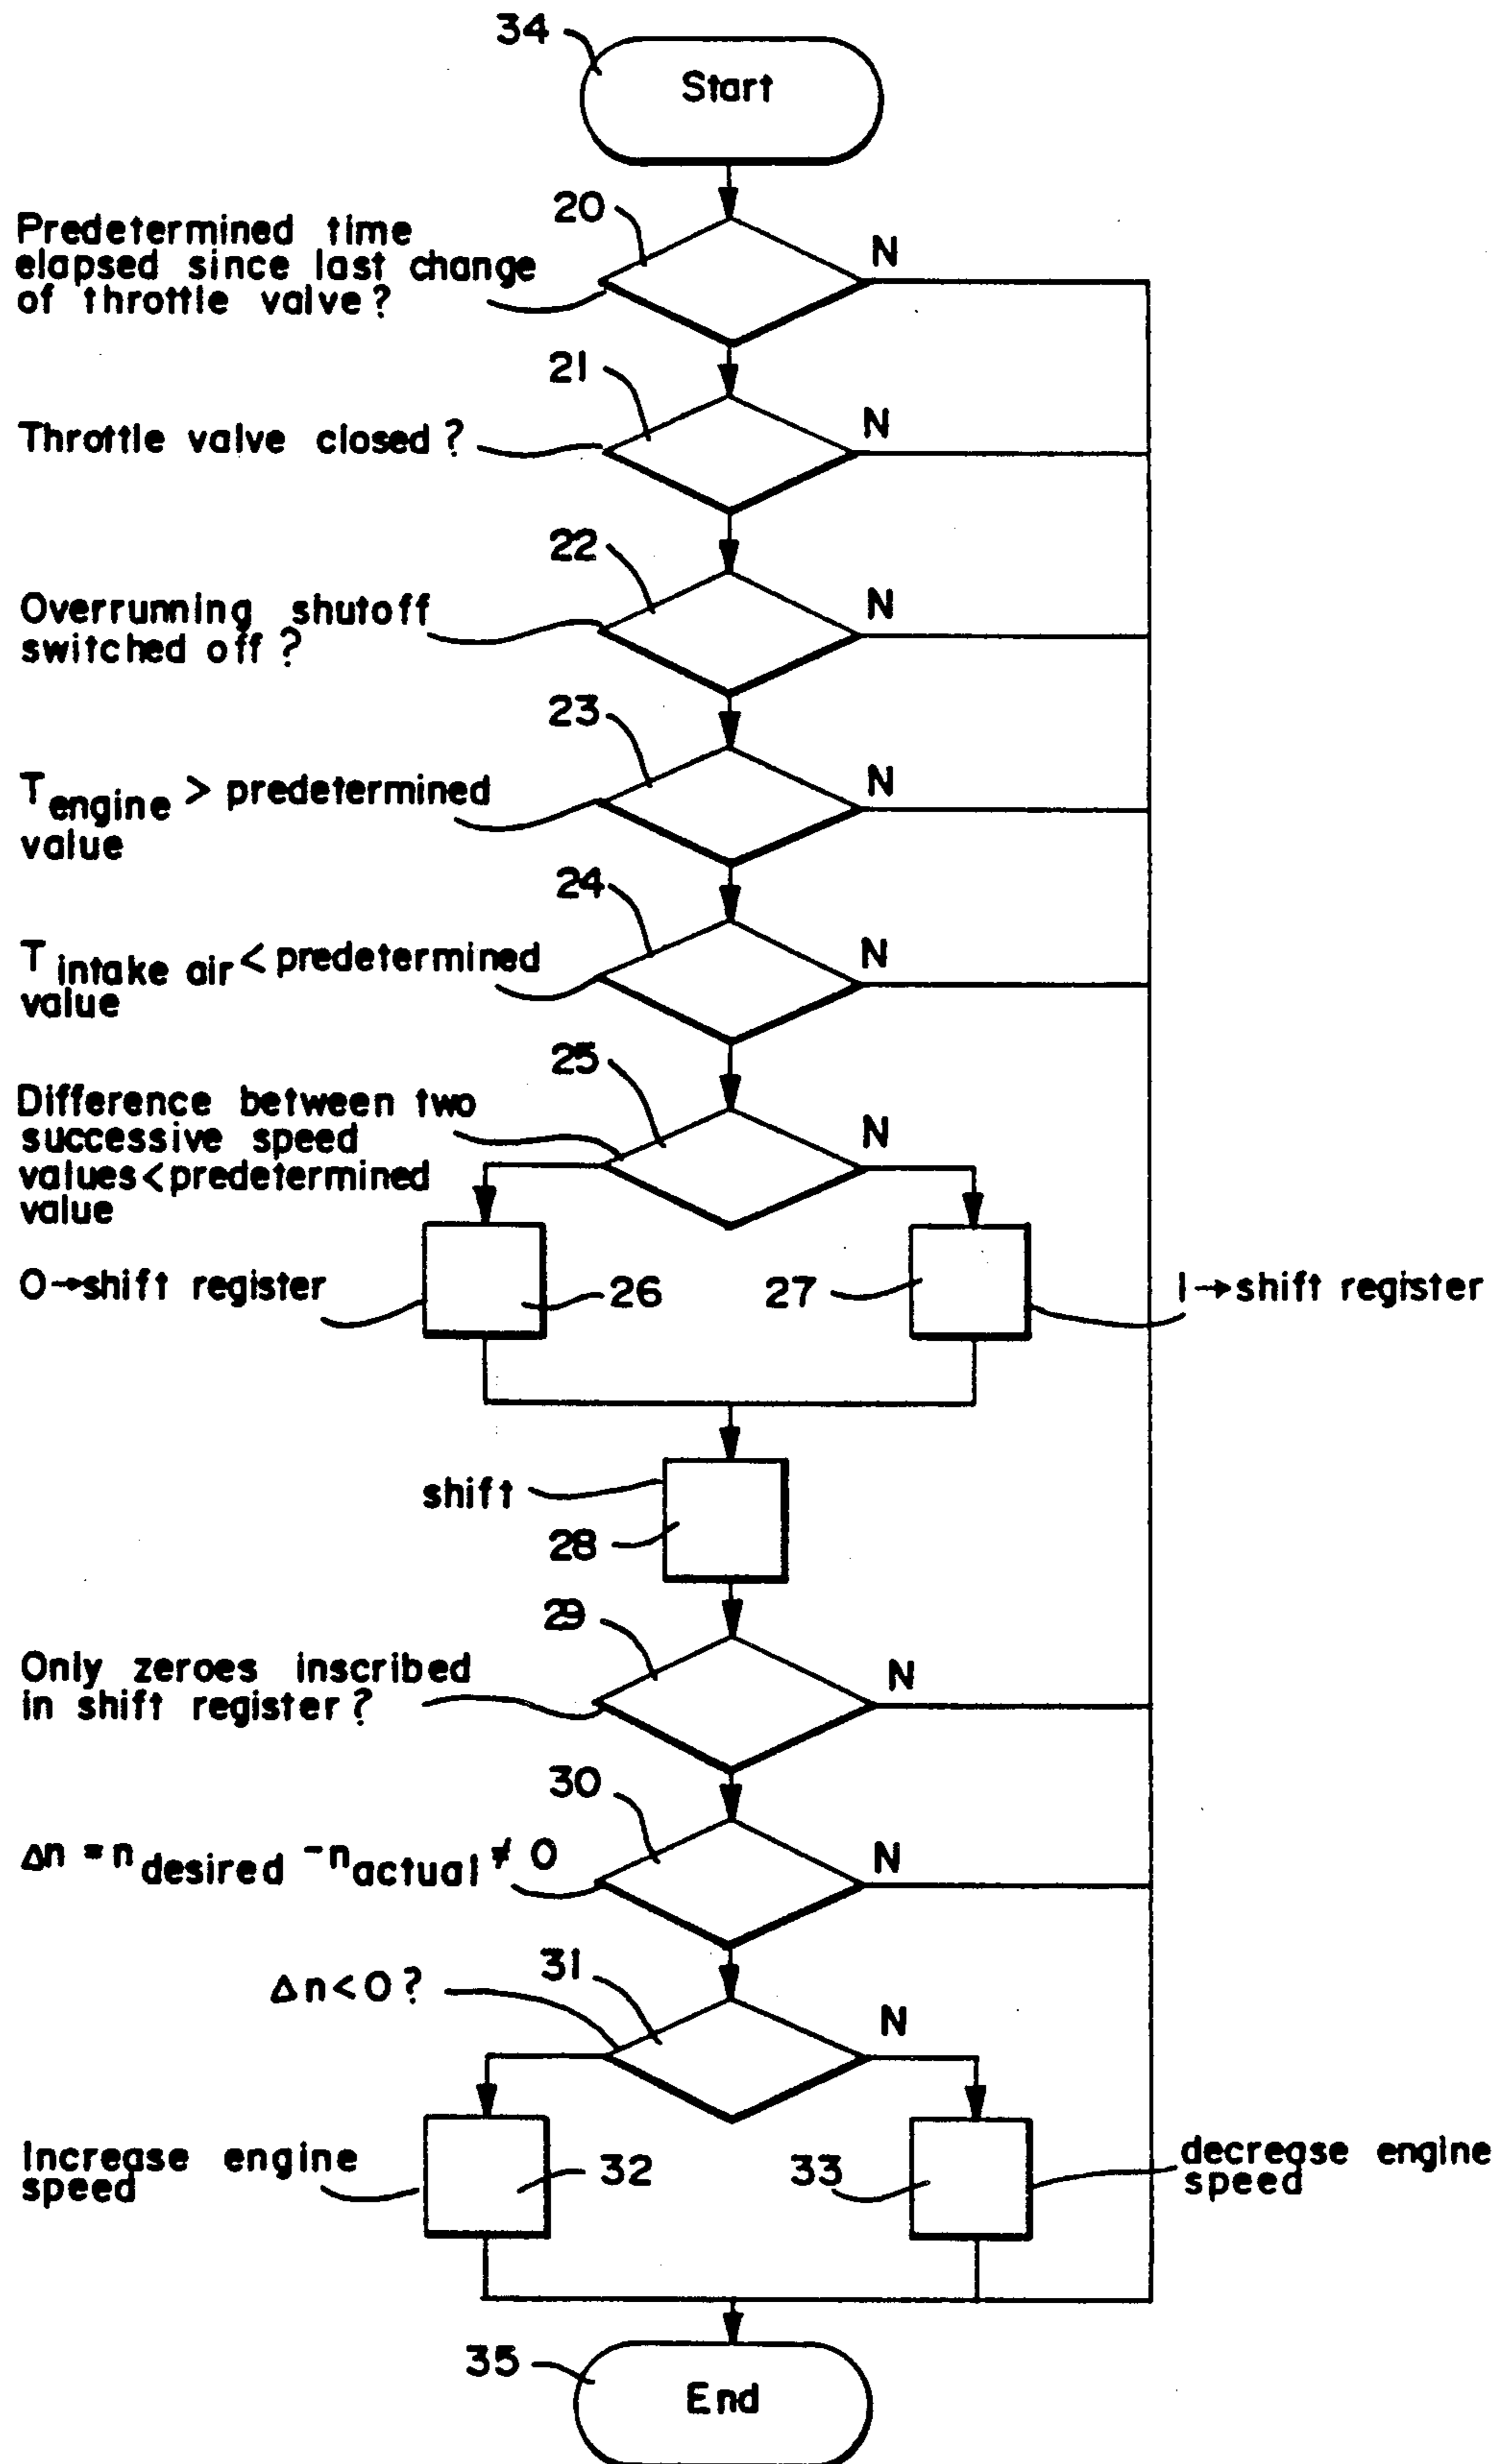 34
Start
20
Predetermined time
elapsed since last change
of throttle valve?
N
21
Throttle valve closed?
N
22
Overrunning shutoff
switched off?
N
23
T engine > predetermined
value
N
24
T intake air < predetermined
value
N
25
Difference between two
successive speed
values < predetermined
value
N
0→shift register
26
27
1→shift register
shift
28
29
Only zeroes inscribed
in shift register?
N
30
Δn = n desired - n actual ≠ 0
N
31
Δn<0?
N
Increase engine
speed
32
33
decrease engine
speed
35
End